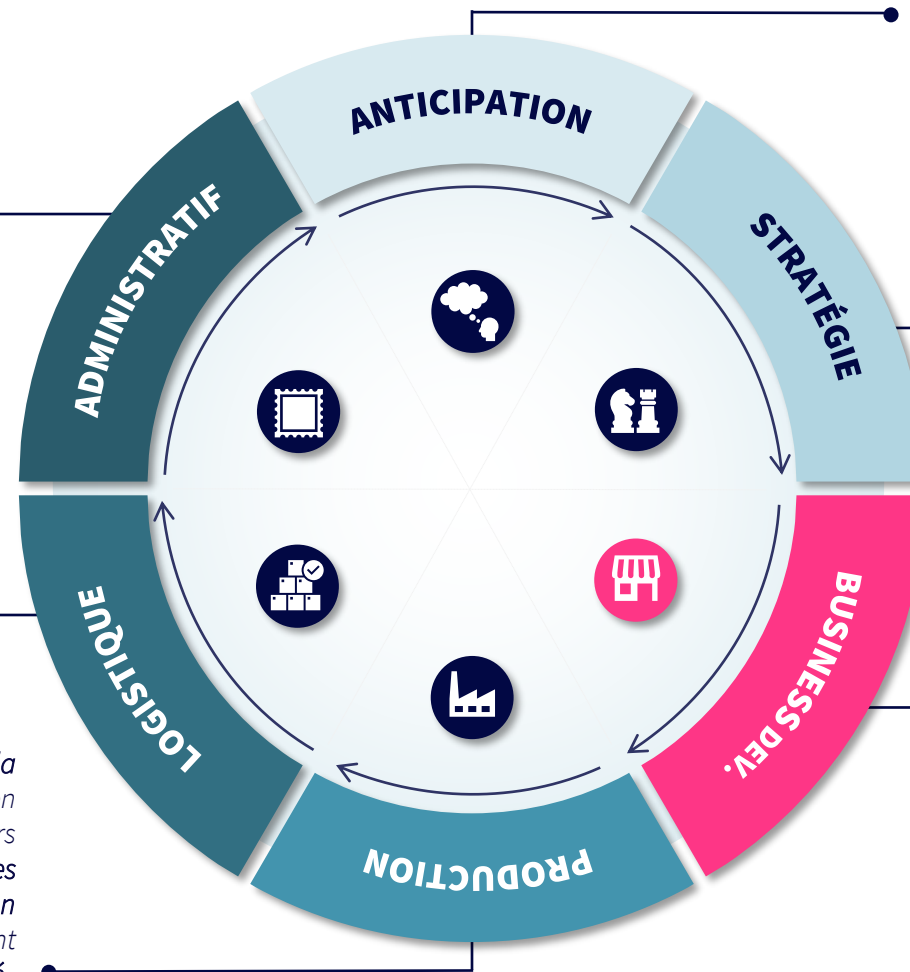 ANTICIPATION
STRATÉGIE
BUSINESS DEV.
PRODUCTION
LOGISTIQUE
ADMINISTRATIF